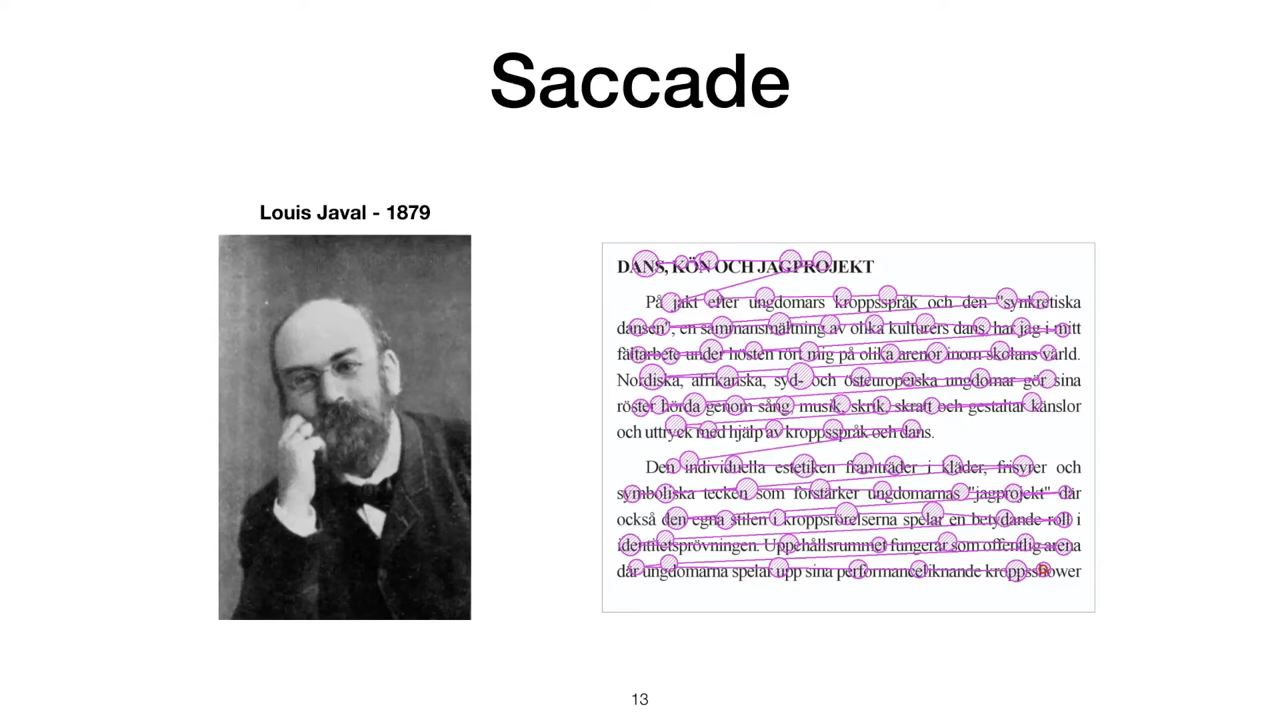 Saccade
Louis Javal - 1879
DANS, KÖN OCH JAGPROJEKT
På jakt efter ungdomars kroppsspråk och den "synkretiska
dansen", en sammansmältning av olika kulturers dans, har jag i mitt
fältarbete under hösten rört mig på olika arenor inom skolans värld.
Nordiska, afrikanska, syd- och östeuropeiska ungdomar gör sina
röster hörda genom sång, musik, skrik, skratt och gestaltar känslor
och uttryck med hjälp av kroppsspråk och dans.
Den individuella estetiken framträder i kläder, frisyrer och
symboliska tecken som förstärker ungdomarnas "jagprojekt" där
också den egna stilen i kroppsrörelserna spelar en betydande roll i
identitetsprövningen. Uppehållsrummet fungerar som offentlig arena
där ungdomarna spelar upp sina performanceliknande kroppsshower
13